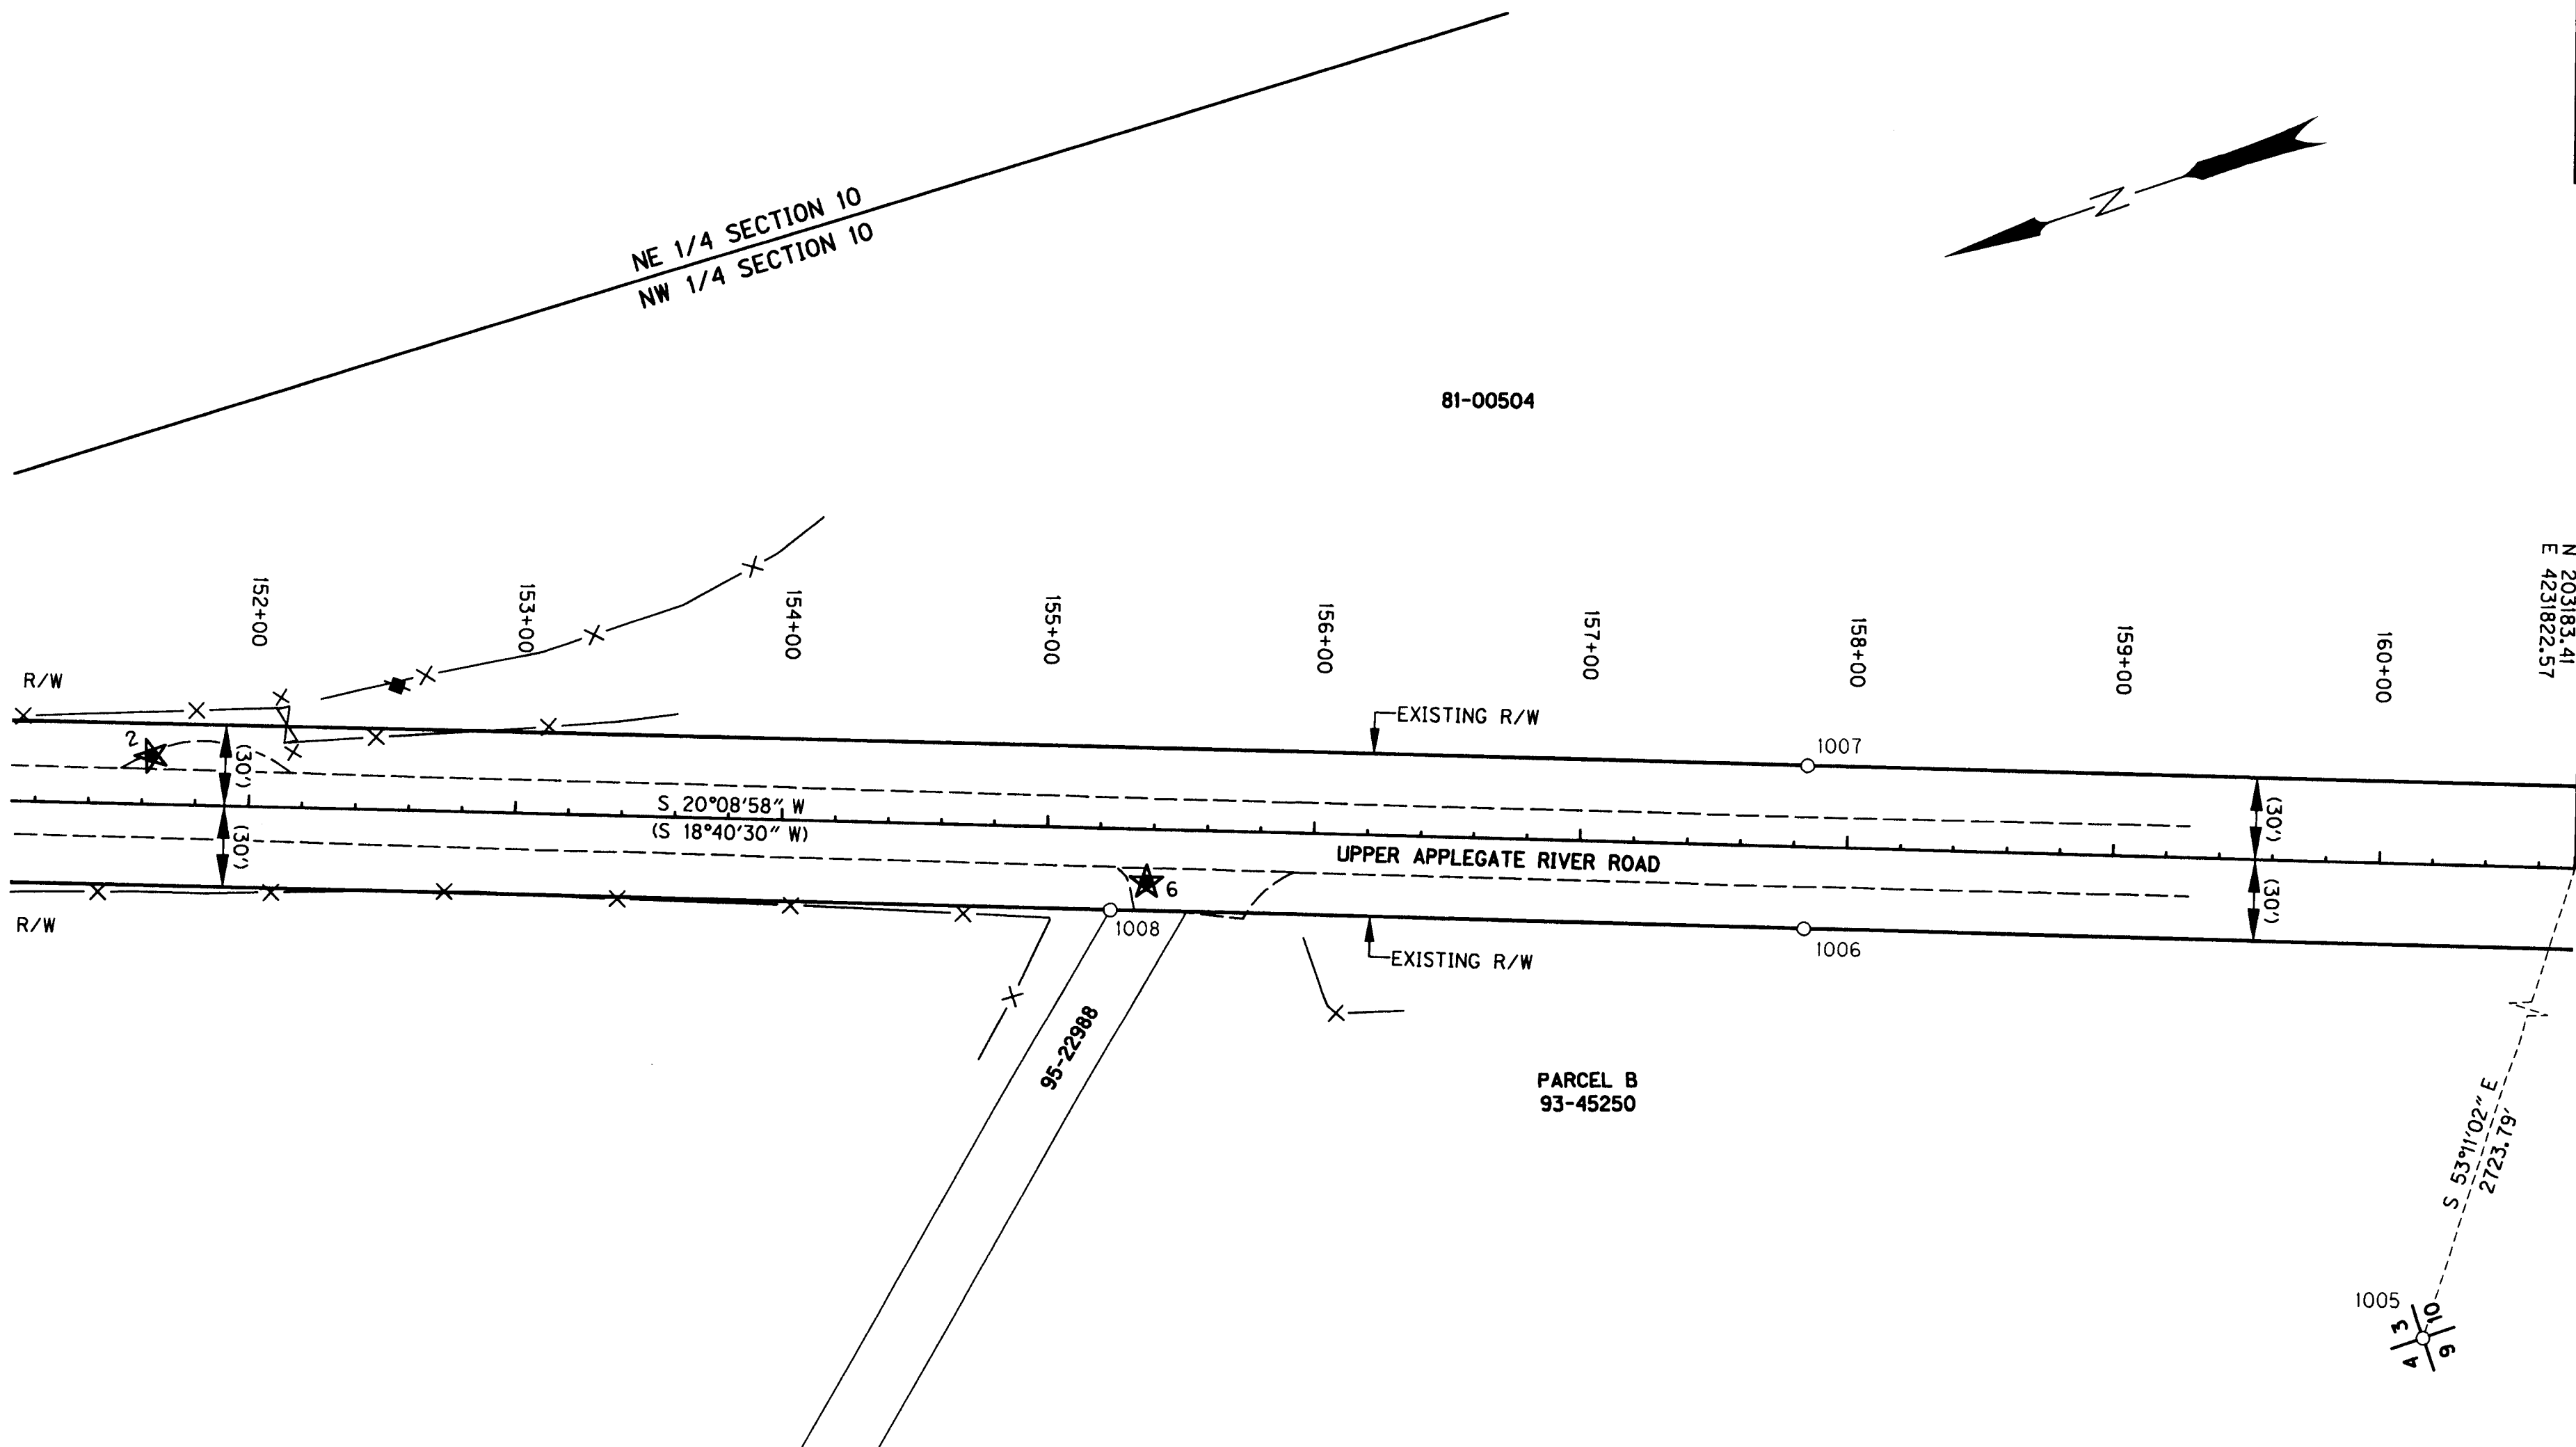 NE 1/4 SECTION 10
NW 1/4 SECTION 10
N
81-00504
N 203183.41
E 4231822.57
152+00
153+00
154+00
155+00
156+00
157+00
158+00
159+00
160+00
R/W
EXISTING R/W
1007
2
(30')
(30')
S 20°08'58" W
(S 18°40'30" W)
UPPER APPLEGATE RIVER ROAD
(30')
(30')
6
R/W
1008
EXISTING R/W
1006
95-22988
PARCEL B
93-45250
S 53°11'02" E
2723.79'
1005
3
10
4
9